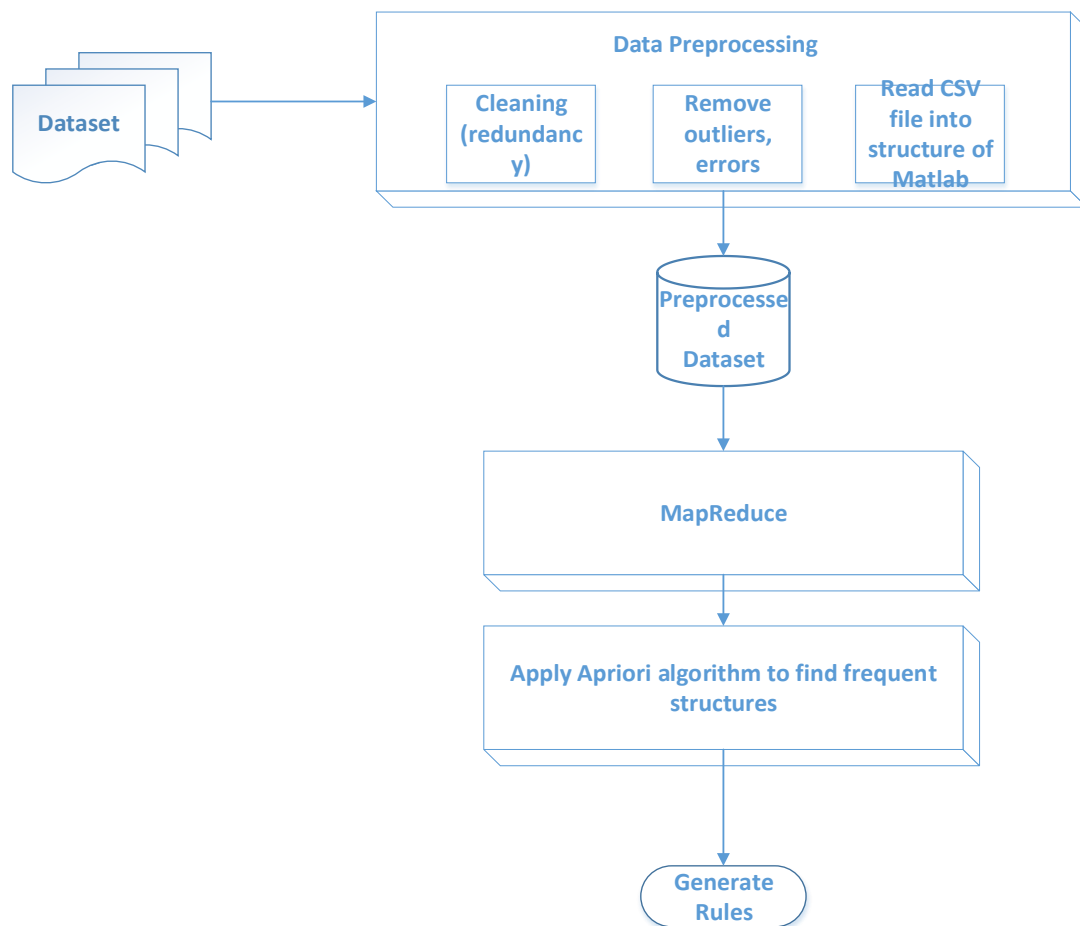 Data Preprocessing
Dataset
Cleaning
(redundanc
y)
Remove
outliers,
errors
Read CSV
file into
structure of
Matlab
Preprocesse
d
Dataset
MapReduce
Apply Apriori algorithm to find frequent
structures
Generate
Rules